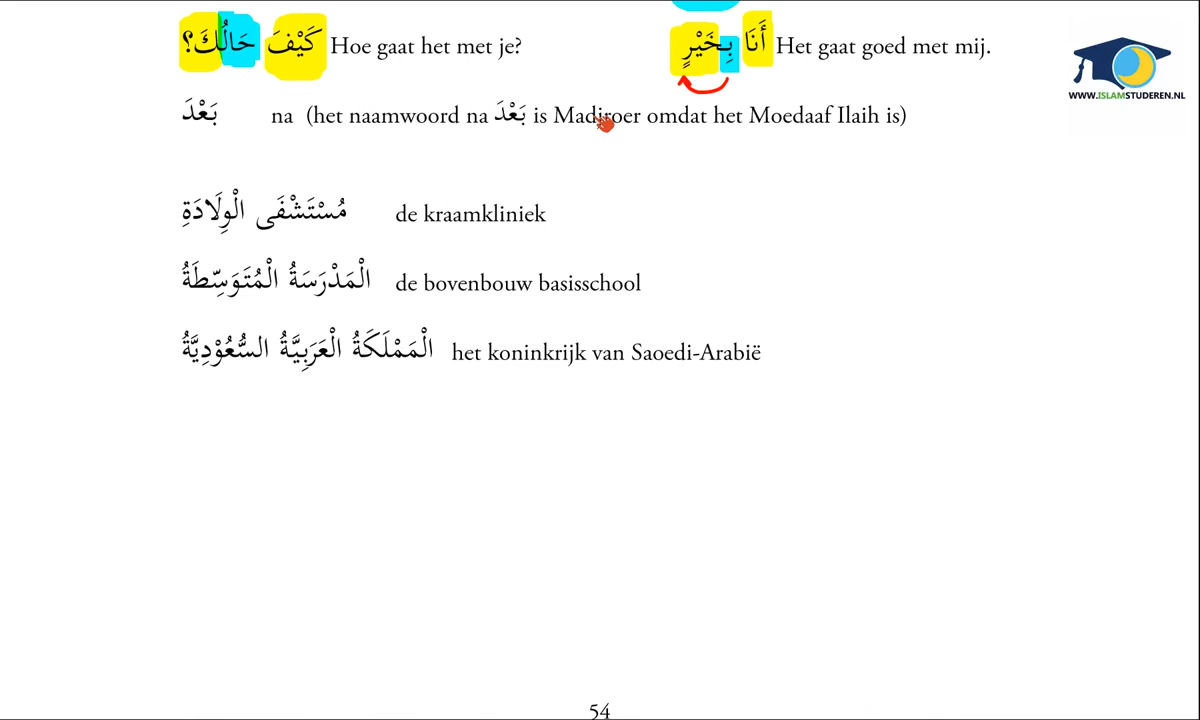 كَيْفَ حَالُكَ؟ Hoe gaat het met je? أَنَا بِخَيْرٍ Het gaat goed met mij.
WWW.ISLAMSTUDEREN.NL
بَعْدَ na (het naamwoord na بَعْدَ is Madjroer omdat het Moedaaf Ilaih is)
مُسْتَشْفَى الْوِلَادَةِ de kraamkliniek
الْمَدْرَسَةُ الْمُتَوَسِّطَةُ de bovenbouw basisschool
الْمَمْلَكَةُ الْعَرَبِيَّةُ السُّعُوْدِيَّةُ het koninkrijk van Saoedi-Arabië
54